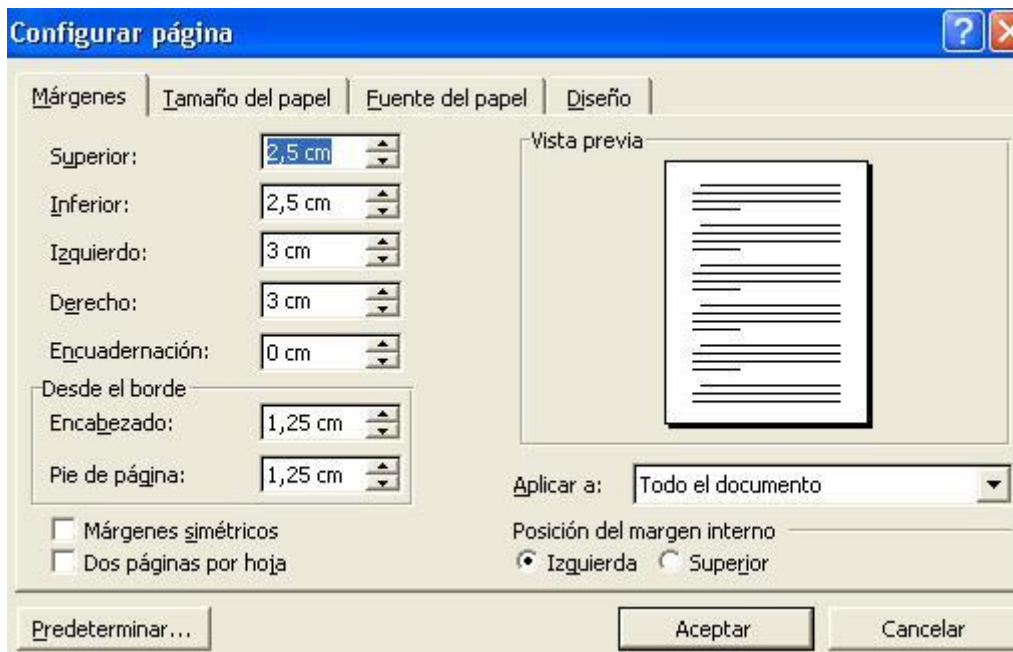 Configurar página
Márgenes Tamaño del papel Fuente del papel Diseño
Superior: 2,5 cm
Inferior: 2,5 cm
Izquierdo: 3 cm
Derecho: 3 cm
Encuadernación: 0 cm
Desde el borde
Encabezado: 1,25 cm
Pie de página: 1,25 cm
Márgenes simétricos
Dos páginas por hoja
Vista previa
Aplicar a: Todo el documento
Posición del margen interno
Izquierda Superior
Predeterminar... Aceptar Cancelar